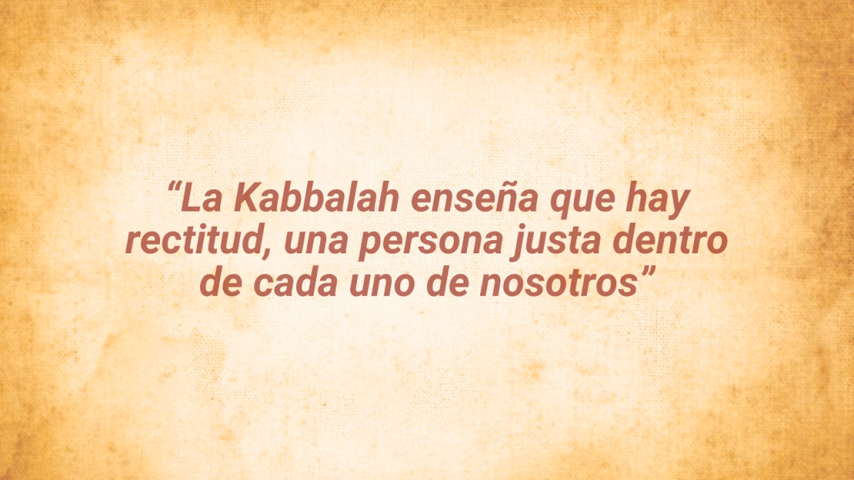 “La Kabbalah enseña que hay
rectitud, una persona justa dentro
de cada uno de nosotros”